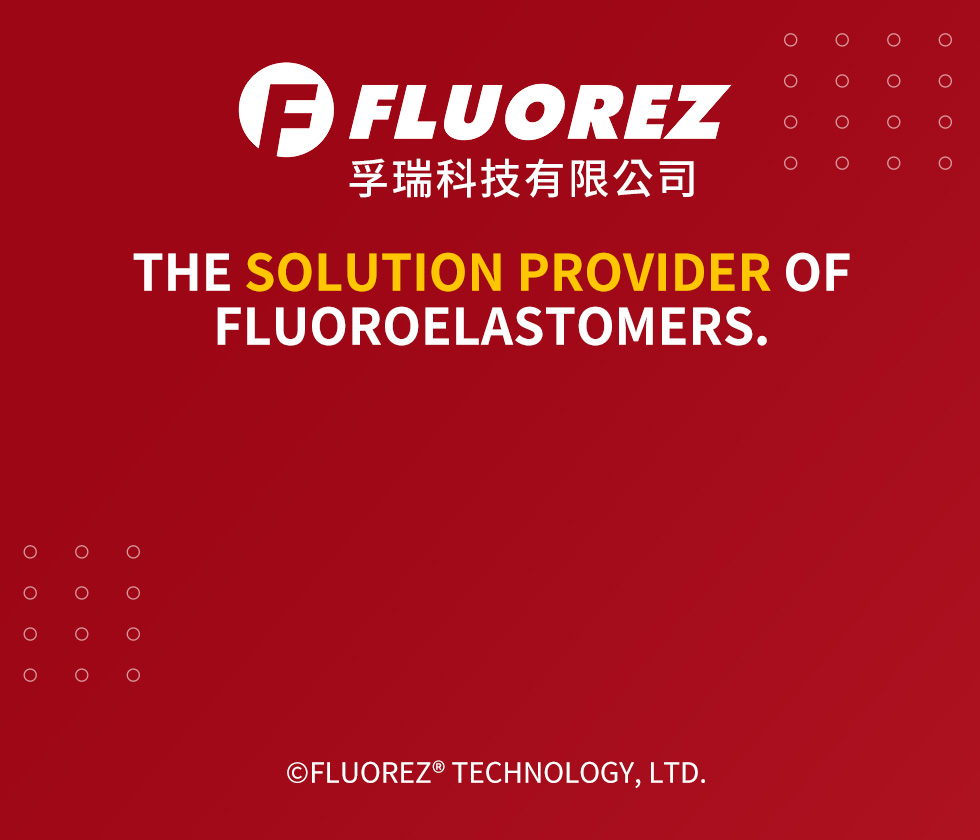 FLUOREZ
孚瑞科技有限公司
THE SOLUTION PROVIDER OF
FLUOROELASTOMERS.
©FLUOREZ® TECHNOLOGY, LTD.